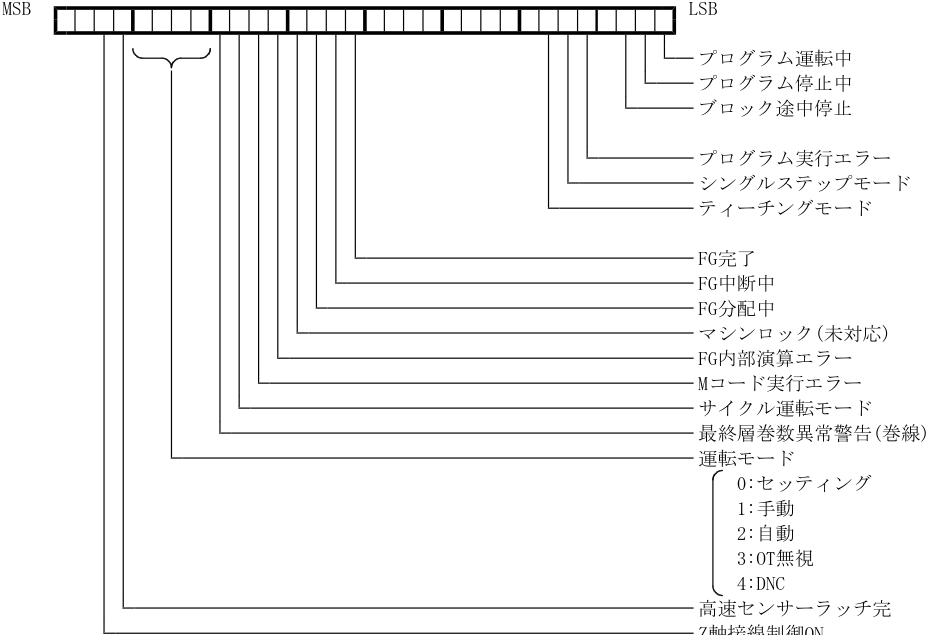 MSB LSB
プログラム運転中
プログラム停止中
ブロック途中停止
プログラム実行エラー
シングルステップモード
ティーチングモード
FG完了
FG中断中
FG分配中
マシンロック(未対応)
FG内部演算エラー
Mコード実行エラー
サイクル運転モード
最終層巻数異常警告(巻線)
運転モード
0:セッティング
1:手動
2:自動
3:OT無視
4:DNC
高速センサーラッチ完
Z軸接線制御ON